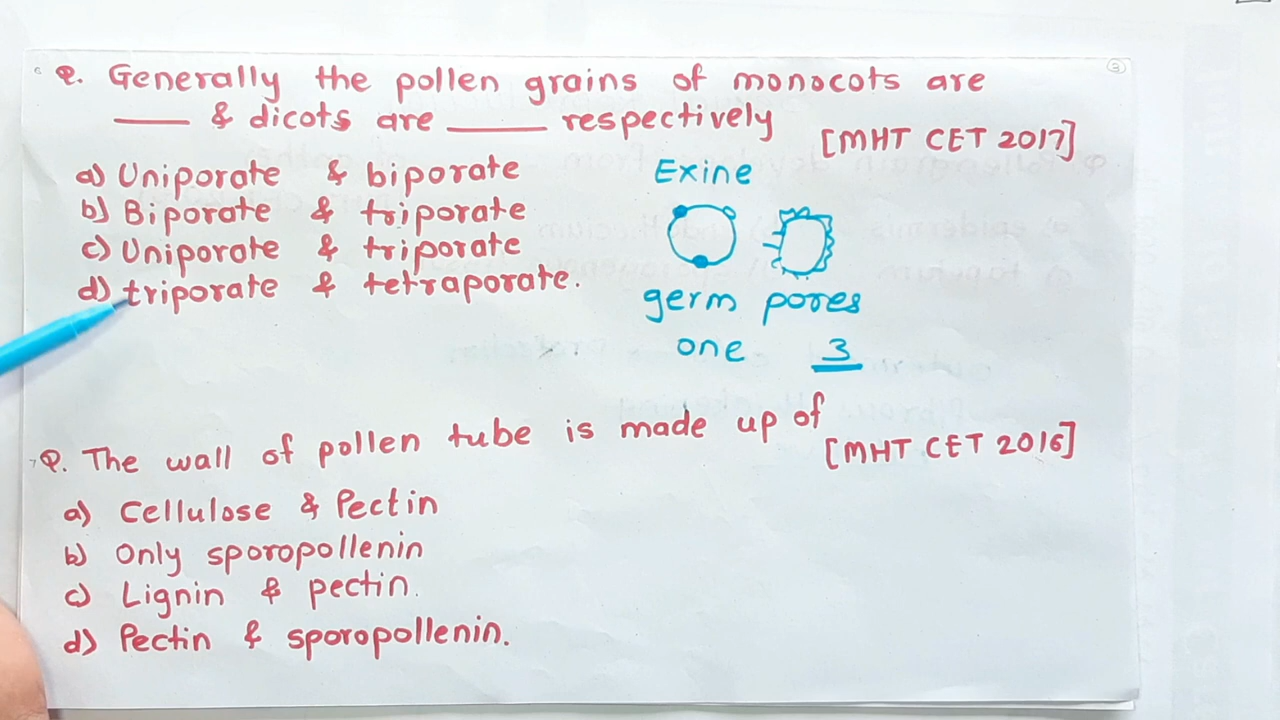 Q. Generally the pollen grains of monocots are
____ & dicots are ____ respectively
[MHT CET 2017]
a) Uniporate & biporate
b) Biporate & triporate
c) Uniporate & triporate
d) triporate & tetraporate.
Exine
germ pores
one 3
Q. The wall of pollen tube is made up of
[MHT CET 2016]
a) Cellulose & Pectin
b) Only sporopollenin
c) Lignin & pectin.
d) Pectin & sporopollenin.
3